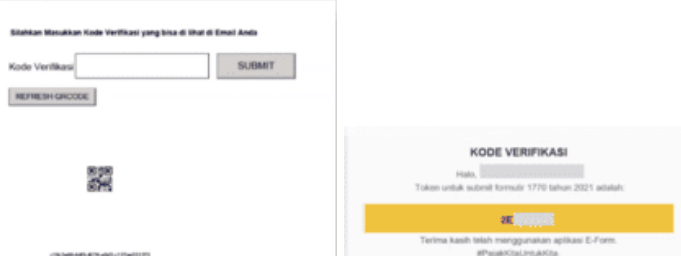 Silahkan Masukkan Kode Verifikasi yang bisa di lihat di Email Anda
Kode Verifikasi
SUBMIT
REFRESH QRCODE
KODE VERIFIKASI
Halo,
Token untuk submit formulir 1770 tahun 2021 adalah:
Terima kasih telah menggunakan aplikasi E-Form.
#PajakKitaUntukKita.